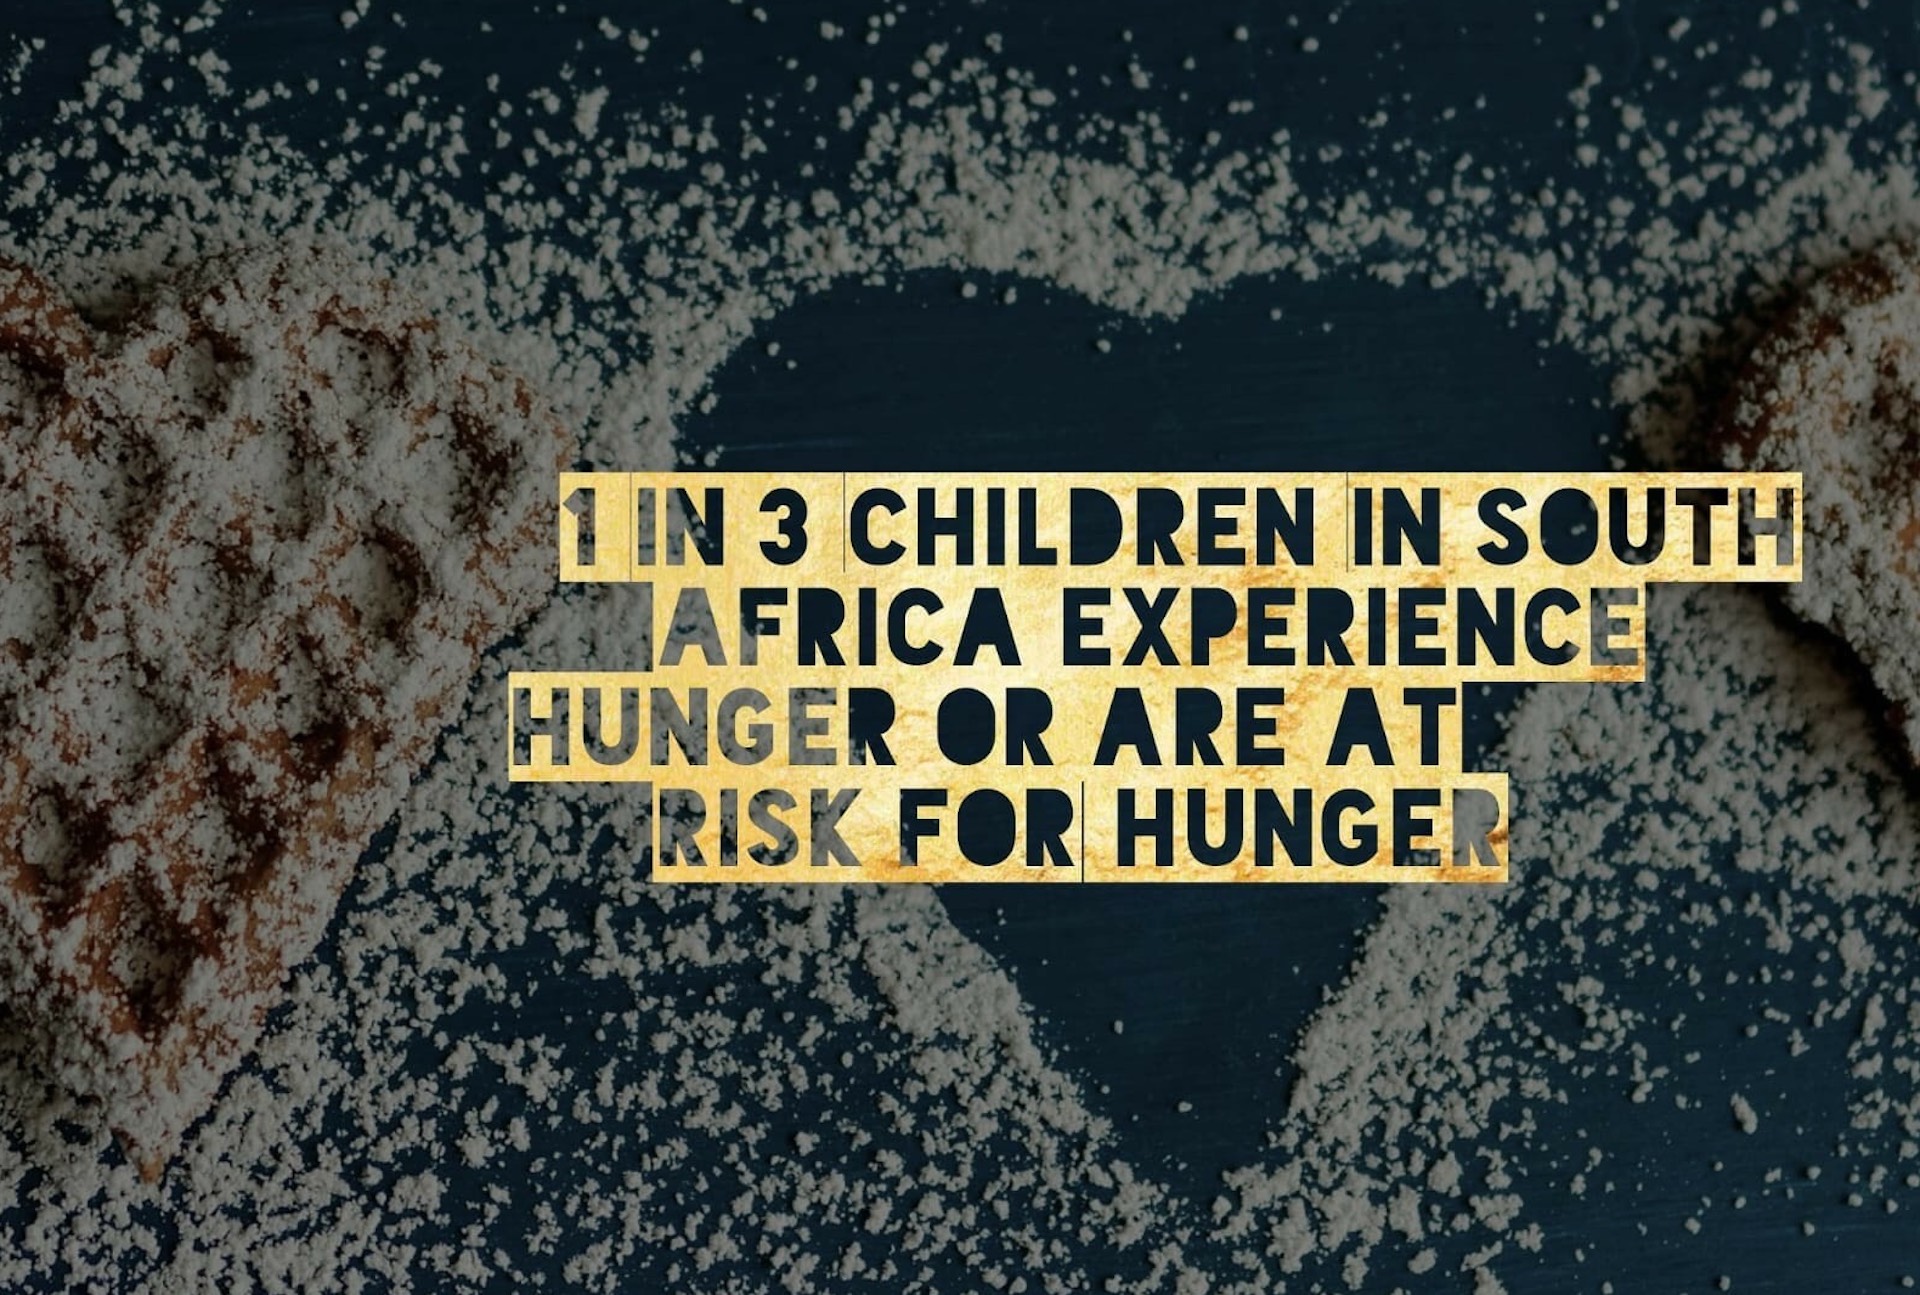 1 IN 3 CHILDREN IN SOUTH
AFRICA EXPERIENCE
HUNGER OR ARE AT
RISK FOR HUNGER